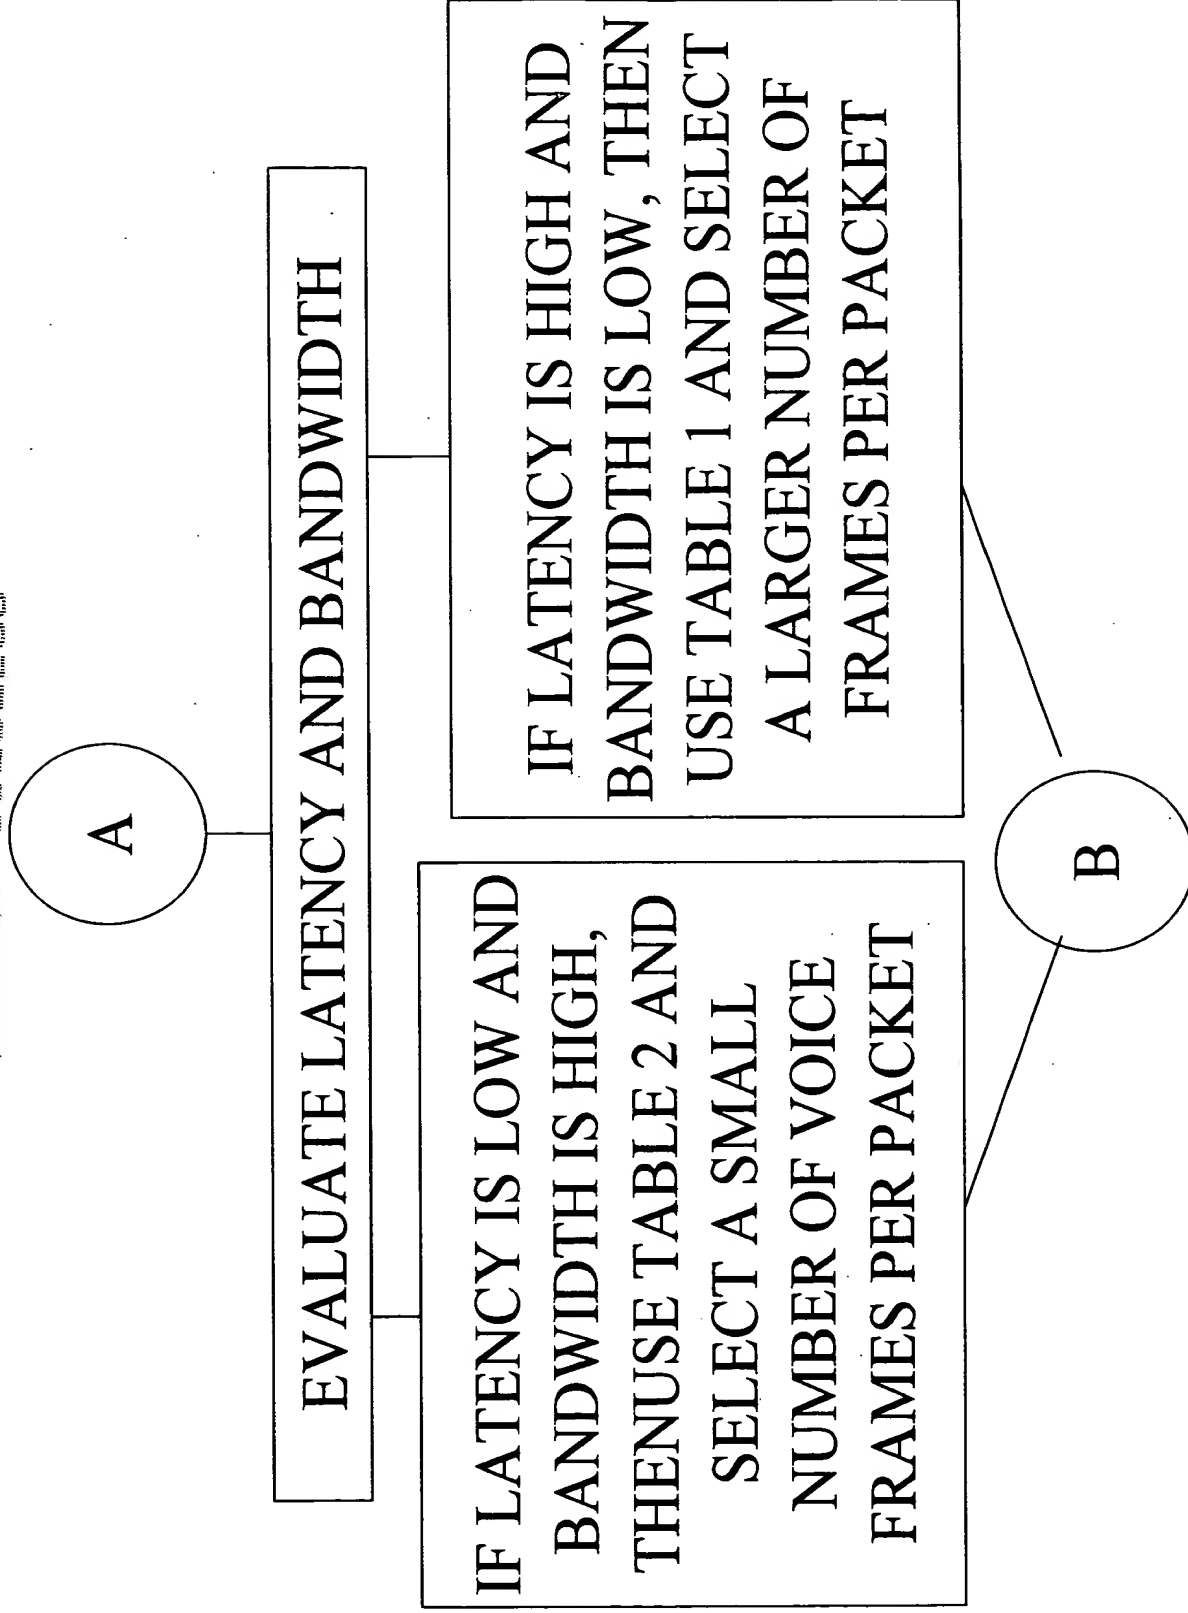 A
EVALUATE LATENCY AND BANDWIDTH
IF LATENCY IS LOW AND
BANDWIDTH IS HIGH,
THENUSE TABLE 2 AND
SELECT A SMALL
NUMBER OF VOICE
FRAMES PER PACKET
IF LATENCY IS HIGH AND
BANDWIDTH IS LOW, THEN
USE TABLE 1 AND SELECT
A LARGER NUMBER OF
FRAMES PER PACKET
B